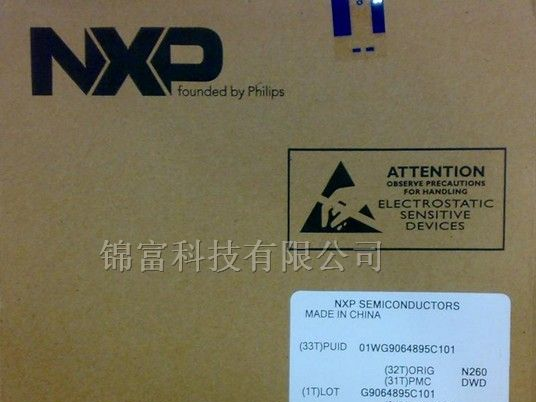 NXP
founded by Philips
ATTENTION
OBSERVE PRECAUTIONS
FOR HANDLING
ELECTROSTATIC
SENSITIVE
DEVICES
锦富科技有限公司
NXP SEMICONDUCTORS
MADE IN CHINA
(33T)PUID 01WG9064895C101
(32T)ORIG N260
(31T)PMC DWD
(1T)LOT G9064895C101